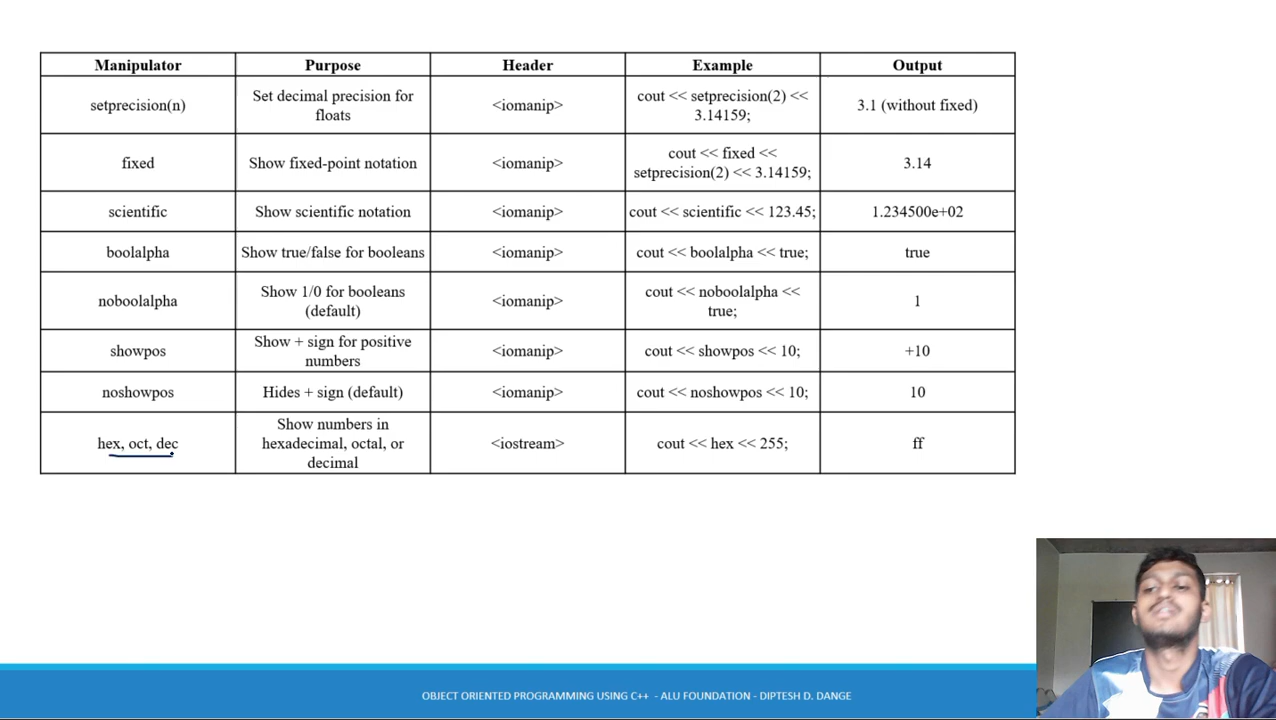 Manipulator Purpose Header Example Output
setprecision(n) Set decimal precision for floats <iomanip> cout << setprecision(2) << 3.14159; 3.1 (without fixed)
fixed Show fixed-point notation <iomanip> cout << fixed << setprecision(2) << 3.14159; 3.14
scientific Show scientific notation <iomanip> cout << scientific << 123.45; 1.234500e+02
boolalpha Show true/false for booleans <iomanip> cout << boolalpha << true; true
noboolalpha Show 1/0 for booleans (default) <iomanip> cout << noboolalpha << true; 1
showpos Show + sign for positive numbers <iomanip> cout << showpos << 10; +10
noshowpos Hides + sign (default) <iomanip> cout << noshowpos << 10; 10
hex, oct, dec Show numbers in hexadecimal, octal, or decimal <iostream> cout << hex << 255; ff
OBJECT ORIENTED PROGRAMMING USING C++ - ALU FOUNDATION - DIPTESH D. DANGE